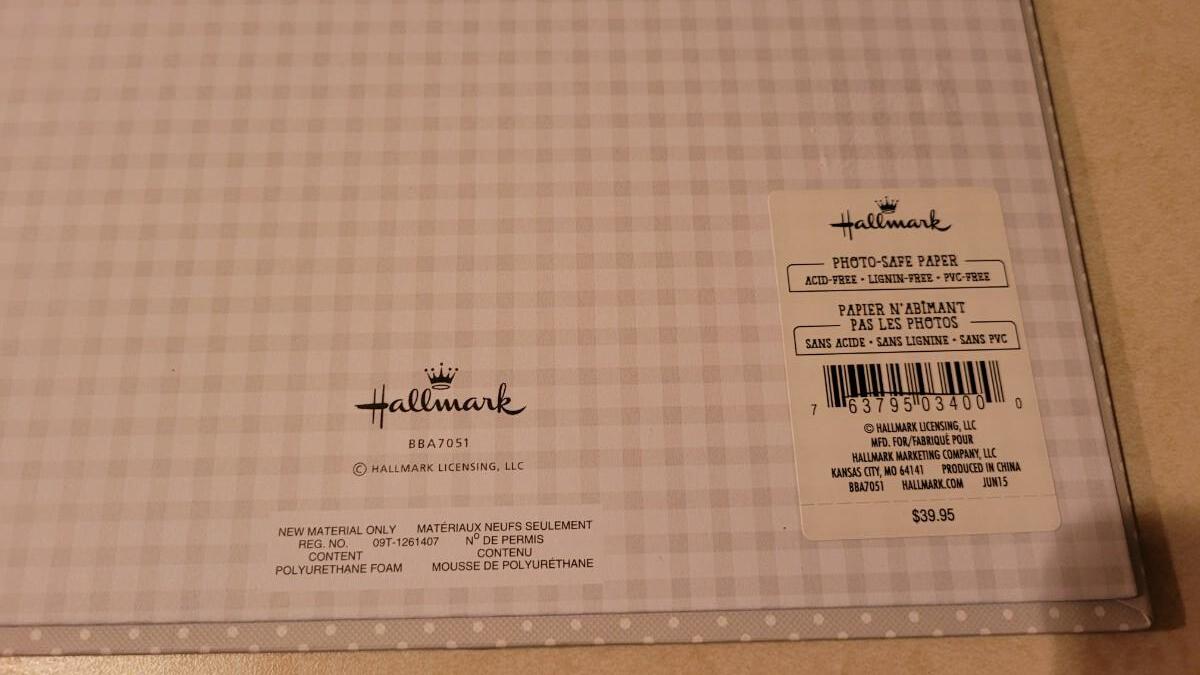 Hallmark
BBA7051
© HALLMARK LICENSING, LLC
NEW MATERIAL ONLY MATÉRIAUX NEUFS SEULEMENT
REG. NO. 09T-1261407 Nº DE PERMIS
CONTENT CONTENU
POLYURETHANE FOAM MOUSSE DE POLYURÉTHANE
Hallmark
PHOTO-SAFE PAPER
ACID-FREE • LIGNIN-FREE • PVC-FREE
PAPIER N'ABÎMANT
PAS LES PHOTOS
SANS ACIDE • SANS LIGNINE • SANS PVC
7 63795 03400 0
© HALLMARK LICENSING, LLC
MFD. FOR/FABRIQUÉ POUR
HALLMARK MARKETING COMPANY, LLC
KANSAS CITY, MO 64141 PRODUCED IN CHINA
BBA7051 HALLMARK.COM JUN15
$39.95